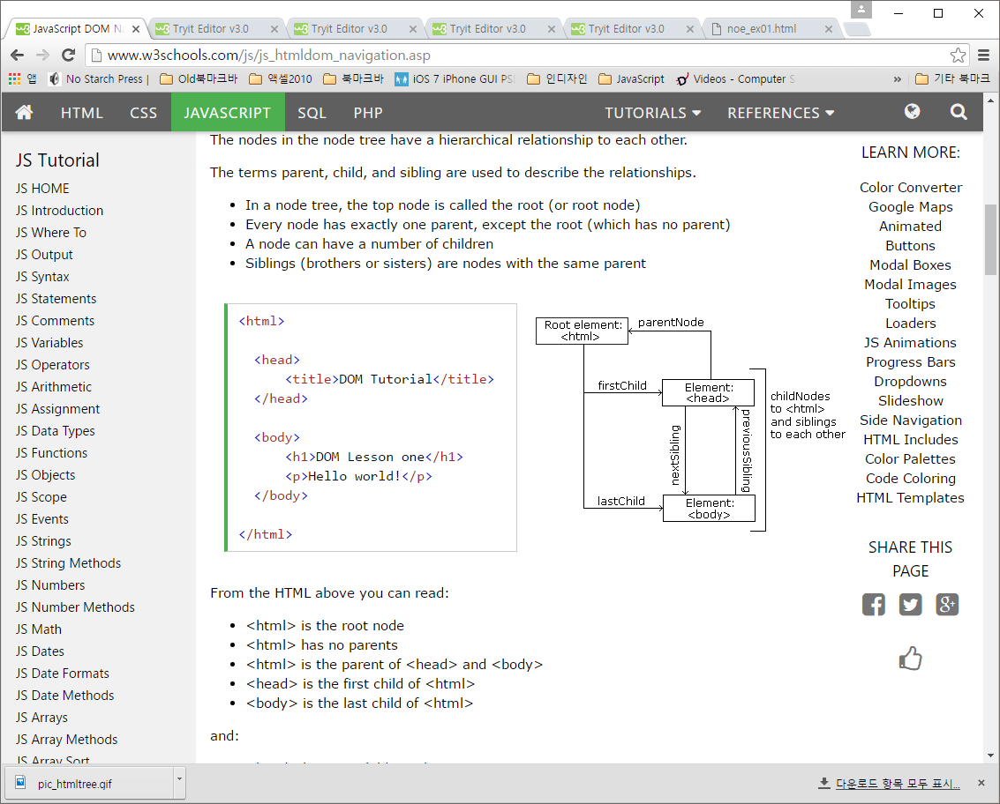 JavaScript DOM N
Tryit Editor v3.0
Tryit Editor v3.0
Tryit Editor v3.0
Tryit Editor v3.0
noe_ex01.html
www.w3schools.com/js/js_htmldom_navigation.asp
앱 No Starch Press | Old북마크바 액셀2010 북마크바 iOS 7 iPhone GUI PS 인디자인 JavaScript Videos - Computer S » 기타 북마크
HTML CSS JAVASCRIPT SQL PHP TUTORIALS REFERENCES
JS Tutorial
JS HOME
JS Introduction
JS Where To
JS Output
JS Syntax
JS Statements
JS Comments
JS Variables
JS Operators
JS Arithmetic
JS Assignment
JS Data Types
JS Functions
JS Objects
JS Scope
JS Events
JS Strings
JS String Methods
JS Numbers
JS Number Methods
JS Math
JS Dates
JS Date Formats
JS Date Methods
JS Arrays
JS Array Methods
JS Array Sort
The nodes in the node tree have a hierarchical relationship to each other.
The terms parent, child, and sibling are used to describe the relationships.
• In a node tree, the top node is called the root (or root node)
• Every node has exactly one parent, except the root (which has no parent)
• A node can have a number of children
• Siblings (brothers or sisters) are nodes with the same parent
<html>
<head>
<title>DOM Tutorial</title>
</head>
<body>
<h1>DOM Lesson one</h1>
<p>Hello world!</p>
</body>
</html>
Root element:
<html>
parentNode
firstChild
Element:
<head>
nextSibling
previousSibling
lastChild
Element:
<body>
childNodes
to <html>
and siblings
to each other
From the HTML above you can read:
• <html> is the root node
• <html> has no parents
• <html> is the parent of <head> and <body>
• <head> is the first child of <html>
• <body> is the last child of <html>
and:
LEARN MORE:
Color Converter
Google Maps
Animated
Buttons
Modal Boxes
Modal Images
Tooltips
Loaders
JS Animations
Progress Bars
Dropdowns
Slideshow
Side Navigation
HTML Includes
Color Palettes
Code Coloring
HTML Templates
SHARE THIS
PAGE
pic_htmltree.gif
다운로드 항목 모두 표시...